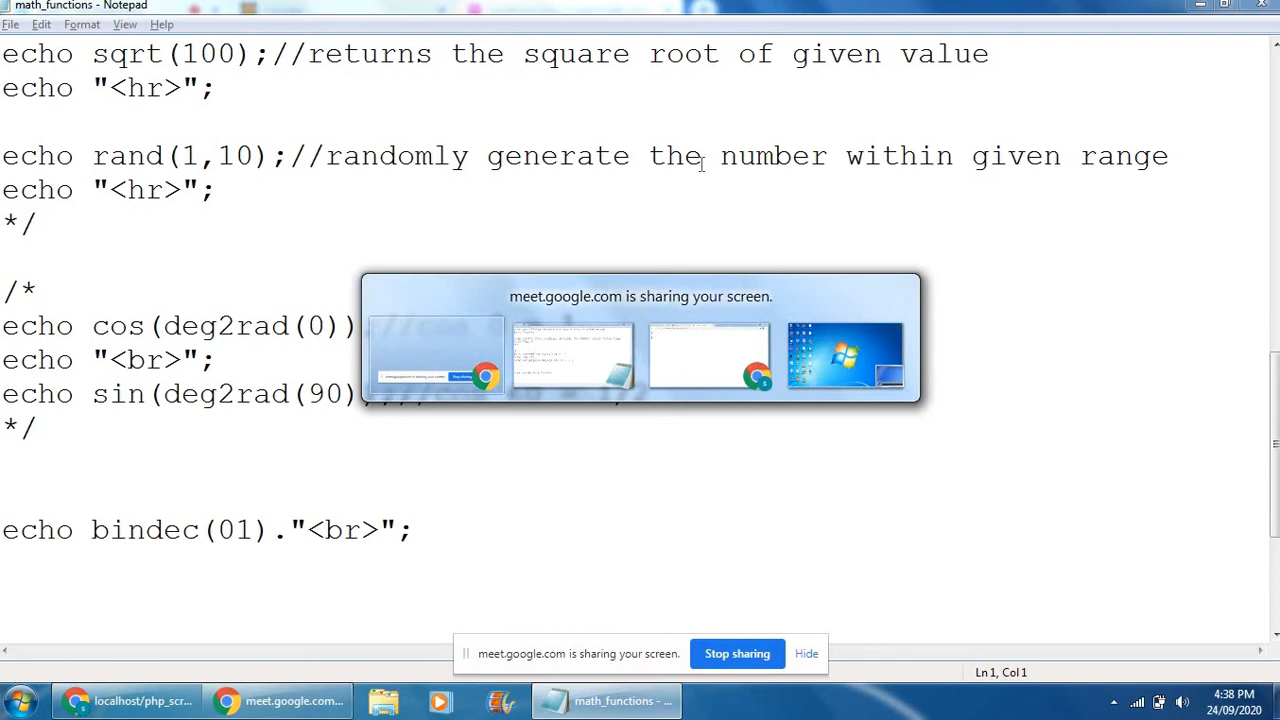 math_functions - Notepad
File Edit Format View Help
echo sqrt(100);//returns the square root of given value
echo "<hr>";
echo rand(1,10);//randomly generate the number within given range
echo "<hr>";
*/
/*
echo cos(deg2rad(0))
echo "<br>";
echo sin(deg2rad(90)
*/
echo bindec(01)."<br>";
meet.google.com is sharing your screen.
meet.google.com is sharing your screen. Stop sharing Hide
Ln 1, Col 1
localhost/php_scr... meet.google.com... math_functions - ...
4:38 PM
24/09/2020